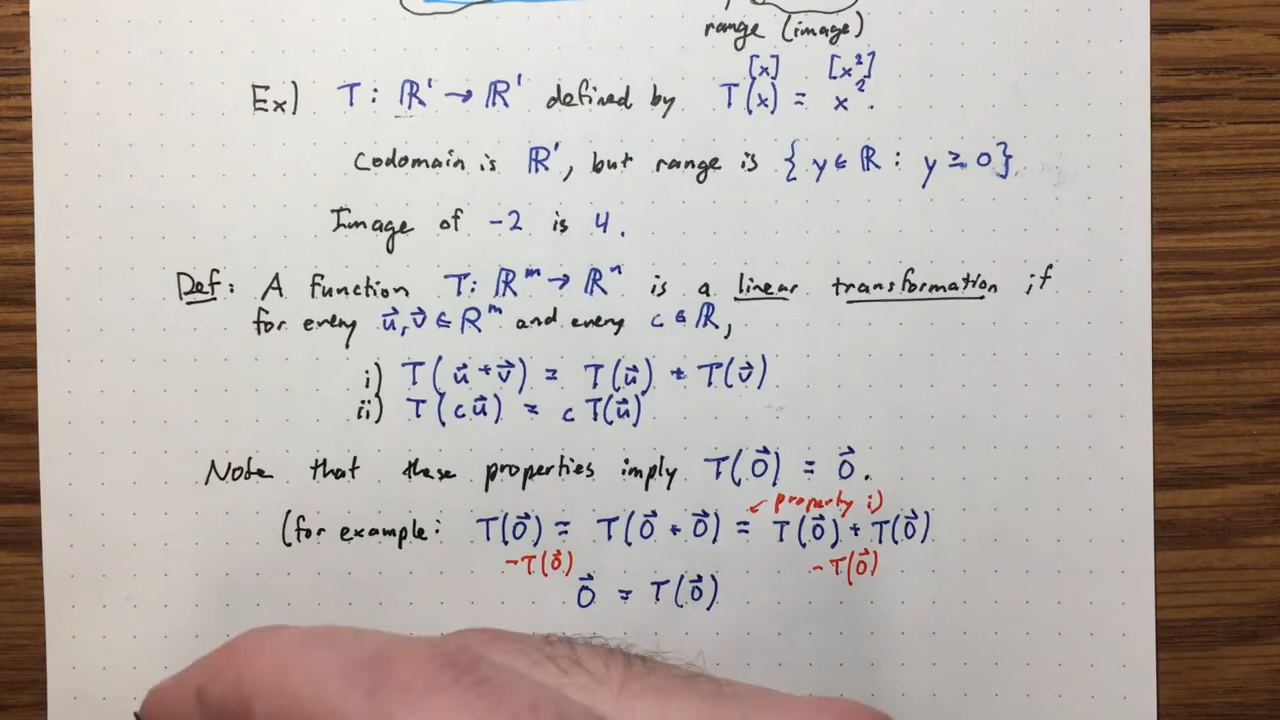 range (image)
[x] [x²]
Ex) T: ℝ¹ → ℝ¹ defined by T(x) = x².
Codomain is ℝ¹, but range is {y ∈ ℝ : y ≥ 0}.
Image of -2 is 4.
Def: A function T: ℝᵐ → ℝⁿ is a linear transformation if
for every u⃗, v⃗ ∈ ℝᵐ and every c ∈ ℝ,
i) T(u⃗ + v⃗) = T(u⃗) + T(v⃗)
ii) T(cu⃗) = c T(u⃗)
Note that these properties imply T(0⃗) = 0⃗.
↙ property i)
(for example: T(0⃗) = T(0⃗ + 0⃗) = T(0⃗) + T(0⃗)
-T(0⃗) -T(0⃗)
0⃗ = T(0⃗)